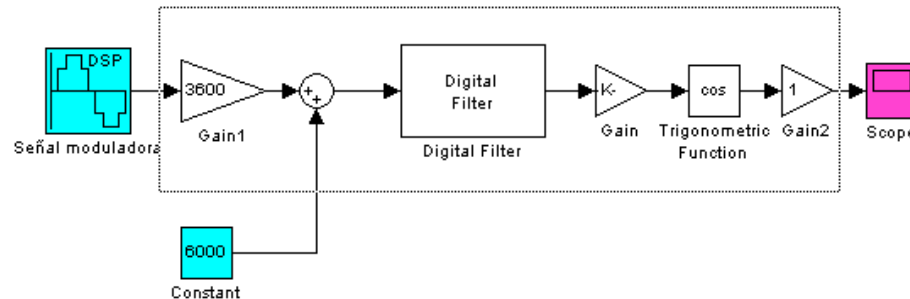 DSP
Señal moduladora
3600
Gain1
+
+
6000
Constant
Digital
Filter
Digital Filter
K-
Gain
cos
Trigonometric
Function
1
Gain2
Scope